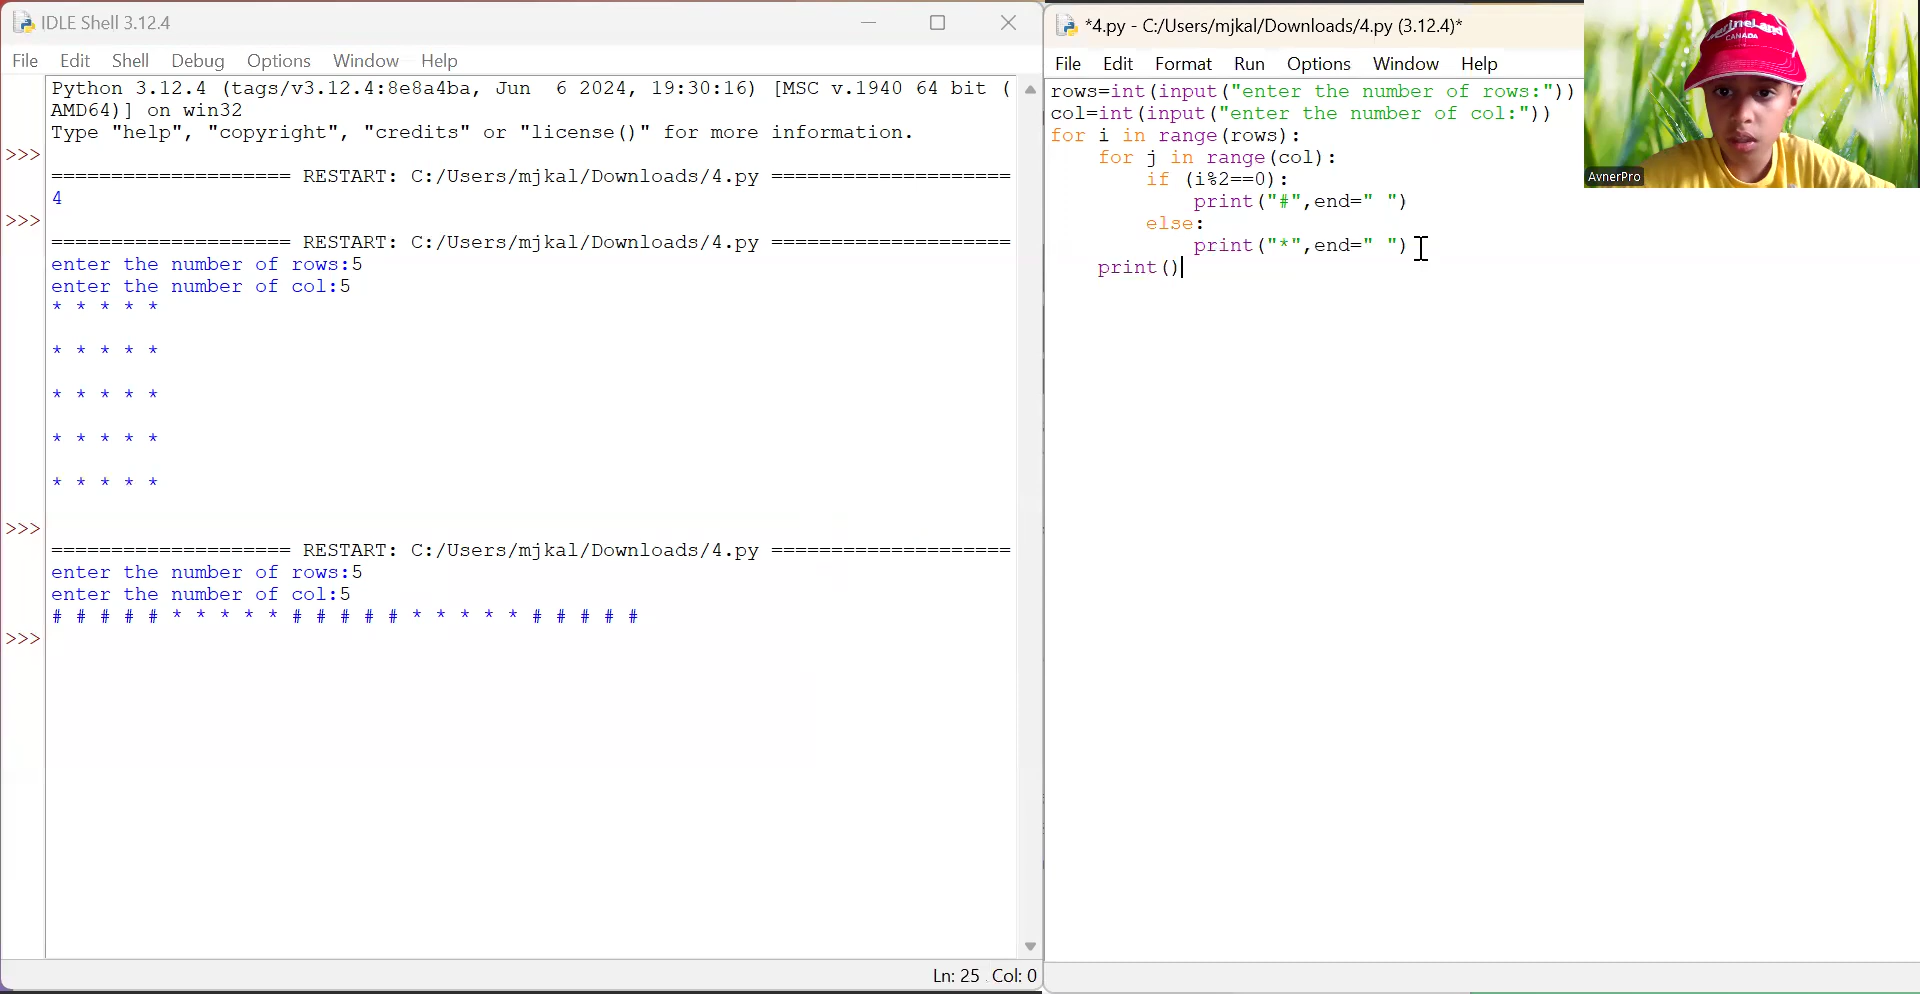 IDLE Shell 3.12.4
File Edit Shell Debug Options Window Help
Python 3.12.4 (tags/v3.12.4:8e8a4ba, Jun  6 2024, 19:30:16) [MSC v.1940 64 bit (
AMD64)] on win32
Type "help", "copyright", "credits" or "license()" for more information.
>>>
==================== RESTART: C:/Users/mjkal/Downloads/4.py ====================
4
>>>
==================== RESTART: C:/Users/mjkal/Downloads/4.py ====================
enter the number of rows:5
enter the number of col:5
* * * * *
* * * * *
* * * * *
* * * * *
* * * * *
>>>
==================== RESTART: C:/Users/mjkal/Downloads/4.py ====================
enter the number of rows:5
enter the number of col:5
# # # # # * * * * * # # # # # * * * * * # # # # #
>>>
Ln: 25 Col: 0
*4.py - C:/Users/mjkal/Downloads/4.py (3.12.4)*
File Edit Format Run Options Window Help
rows=int(input("enter the number of rows:"))
col=int(input("enter the number of col:"))
for i in range(rows):
    for j in range(col):
        if (i%2==0):
            print("#",end=" ")
        else:
            print("*",end=" ")
    print()
CANADA
AvnerPro